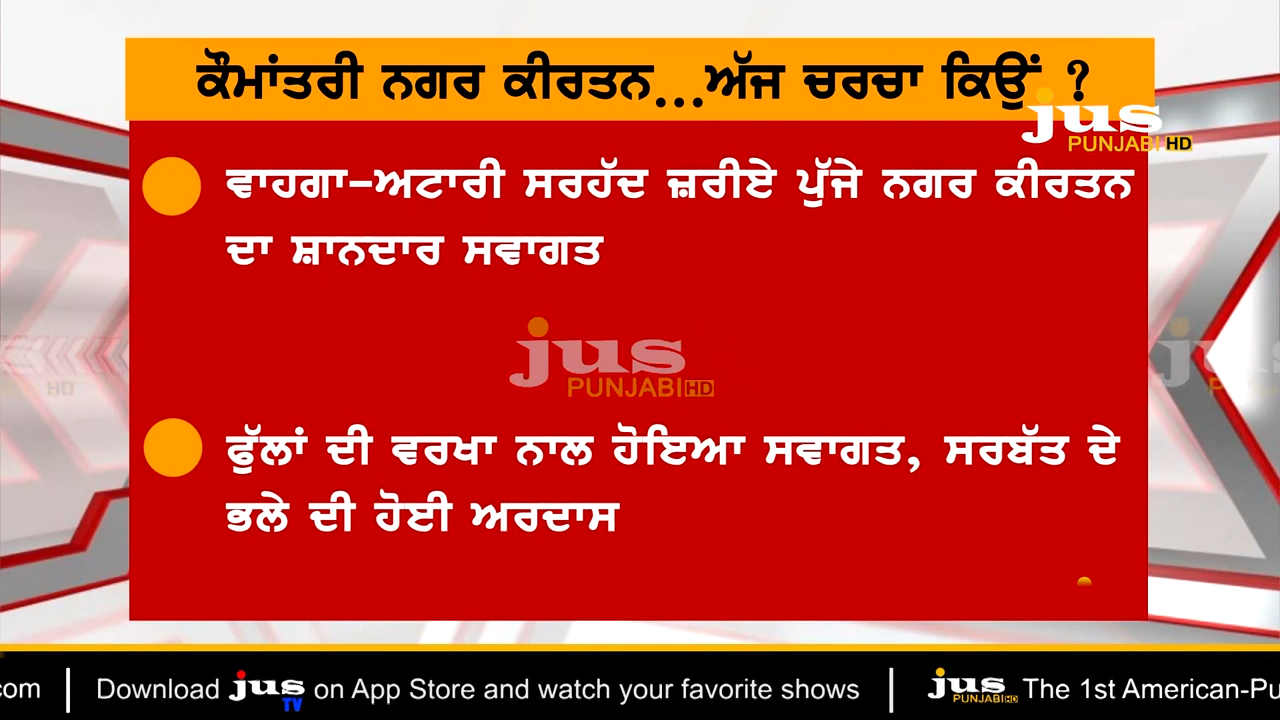 ਕੌਮਾਂਤਰੀ ਨਗਰ ਕੀਰਤਨ...ਅੱਜ ਚਰਚਾ ਕਿਉਂ ?
jus
PUNJABI HD
ਵਾਹਗਾ-ਅਟਾਰੀ ਸਰਹੱਦ ਜ਼ਰੀਏ ਪੁੱਜੇ ਨਗਰ ਕੀਰਤਨ
ਦਾ ਸ਼ਾਨਦਾਰ ਸਵਾਗਤ
jus
PUNJABI HD
HD
ju
ਫੁੱਲਾਂ ਦੀ ਵਰਖਾ ਨਾਲ ਹੋਇਆ ਸਵਾਗਤ, ਸਰਬੱਤ ਦੇ
ਭਲੇ ਦੀ ਹੋਈ ਅਰਦਾਸ
com | Download jus TV on App Store and watch your favorite shows | jus PUNJABI HD The 1st American-Pu